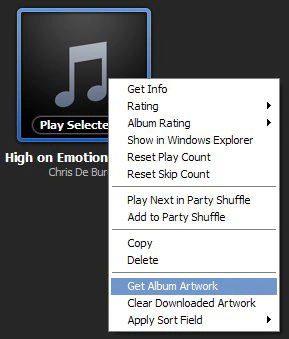 Play Selecte
High on Emotion
Chris De Bur
Get Info
Rating
Album Rating
Show in Windows Explorer
Reset Play Count
Reset Skip Count
Play Next in Party Shuffle
Add to Party Shuffle
Copy
Delete
Get Album Artwork
Clear Downloaded Artwork
Apply Sort Field